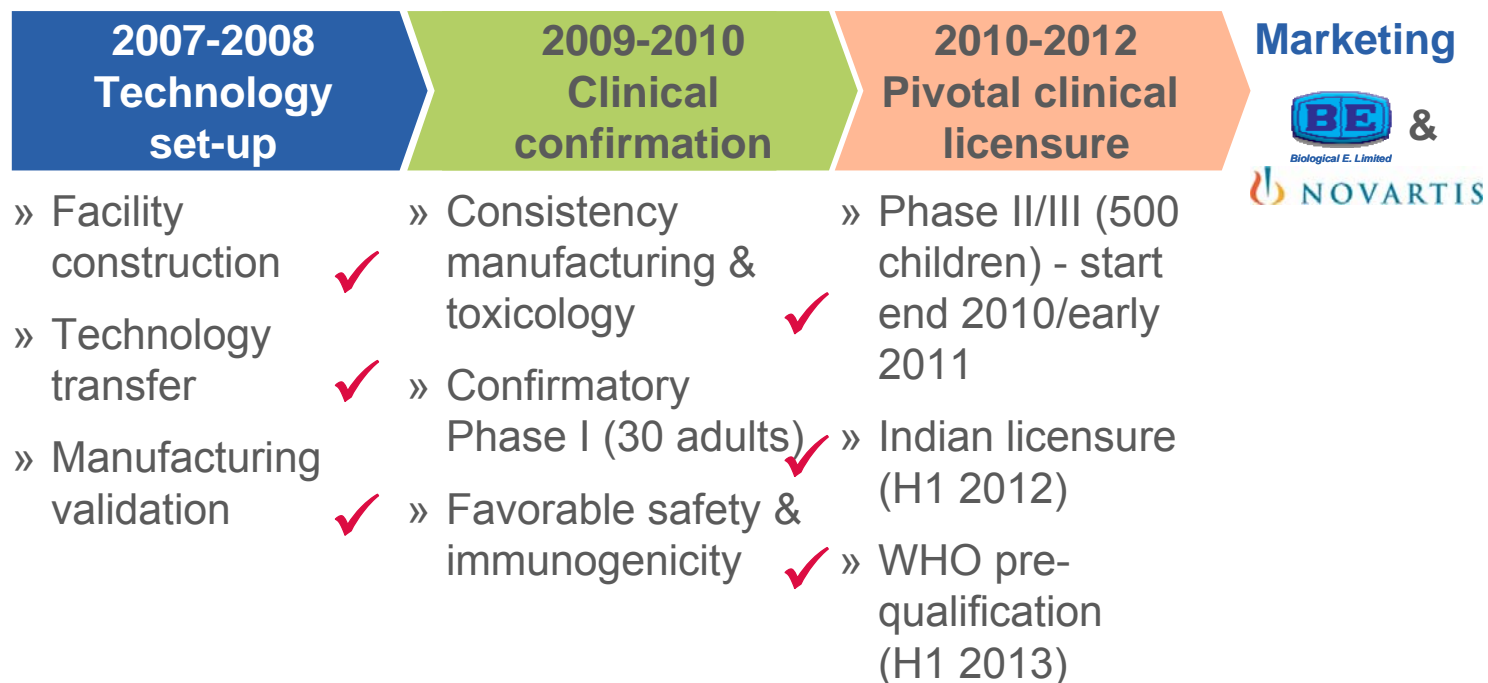 2007-2008
Technology
set-up
2009-2010
Clinical
confirmation
2010-2012
Pivotal clinical
licensure
Marketing
BE &
Biological E. Limited
NOVARTIS
» Facility
construction
» Technology
transfer
» Manufacturing
validation
» Consistency
manufacturing &
toxicology
» Confirmatory
Phase I (30 adults)
» Favorable safety &
immunogenicity
» Phase II/III (500
children) - start
end 2010/early
2011
» Indian licensure
(H1 2012)
» WHO pre-
qualification
(H1 2013)